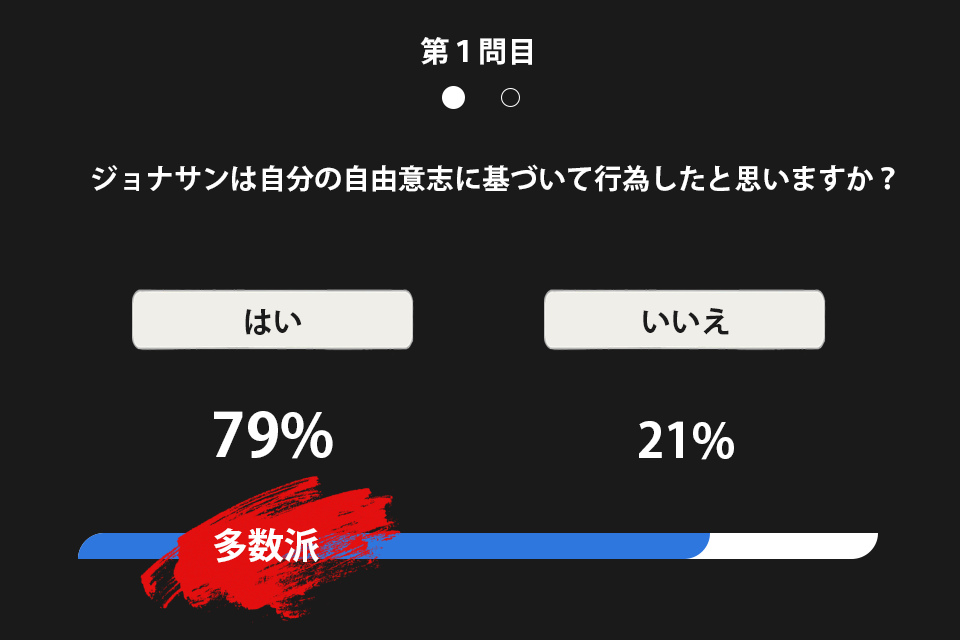 第１問目
ジョナサンは自分の自由意志に基づいて行為したと思いますか？
はい
いいえ
79%
21%
多数派